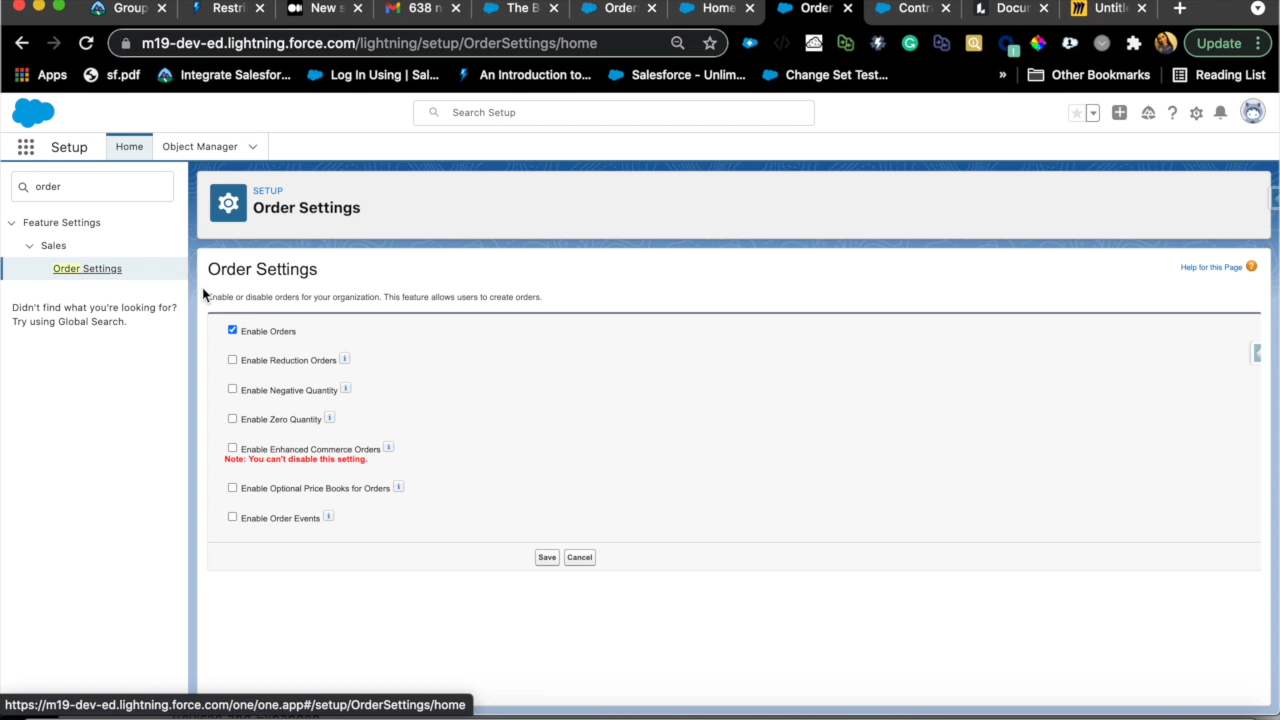 Group
Restri
New s
638 n
The B
Order
Home
Order
Contr
Docur
Untitl
m19-dev-ed.lightning.force.com/lightning/setup/OrderSettings/home
Update
Apps
sf.pdf
Integrate Salesfor...
Log In Using | Sal...
An Introduction to...
Salesforce - Unlim...
Change Set Test...
»
Other Bookmarks
Reading List
Search Setup
Setup
Home
Object Manager
order
Feature Settings
Sales
Order Settings
Didn't find what you're looking for?
Try using Global Search.
SETUP
Order Settings
Order Settings
Help for this Page
Enable or disable orders for your organization. This feature allows users to create orders.
Enable Orders
Enable Reduction Orders
Enable Negative Quantity
Enable Zero Quantity
Enable Enhanced Commerce Orders
Note: You can't disable this setting.
Enable Optional Price Books for Orders
Enable Order Events
Save Cancel
https://m19-dev-ed.lightning.force.com/one/one.app#/setup/OrderSettings/home